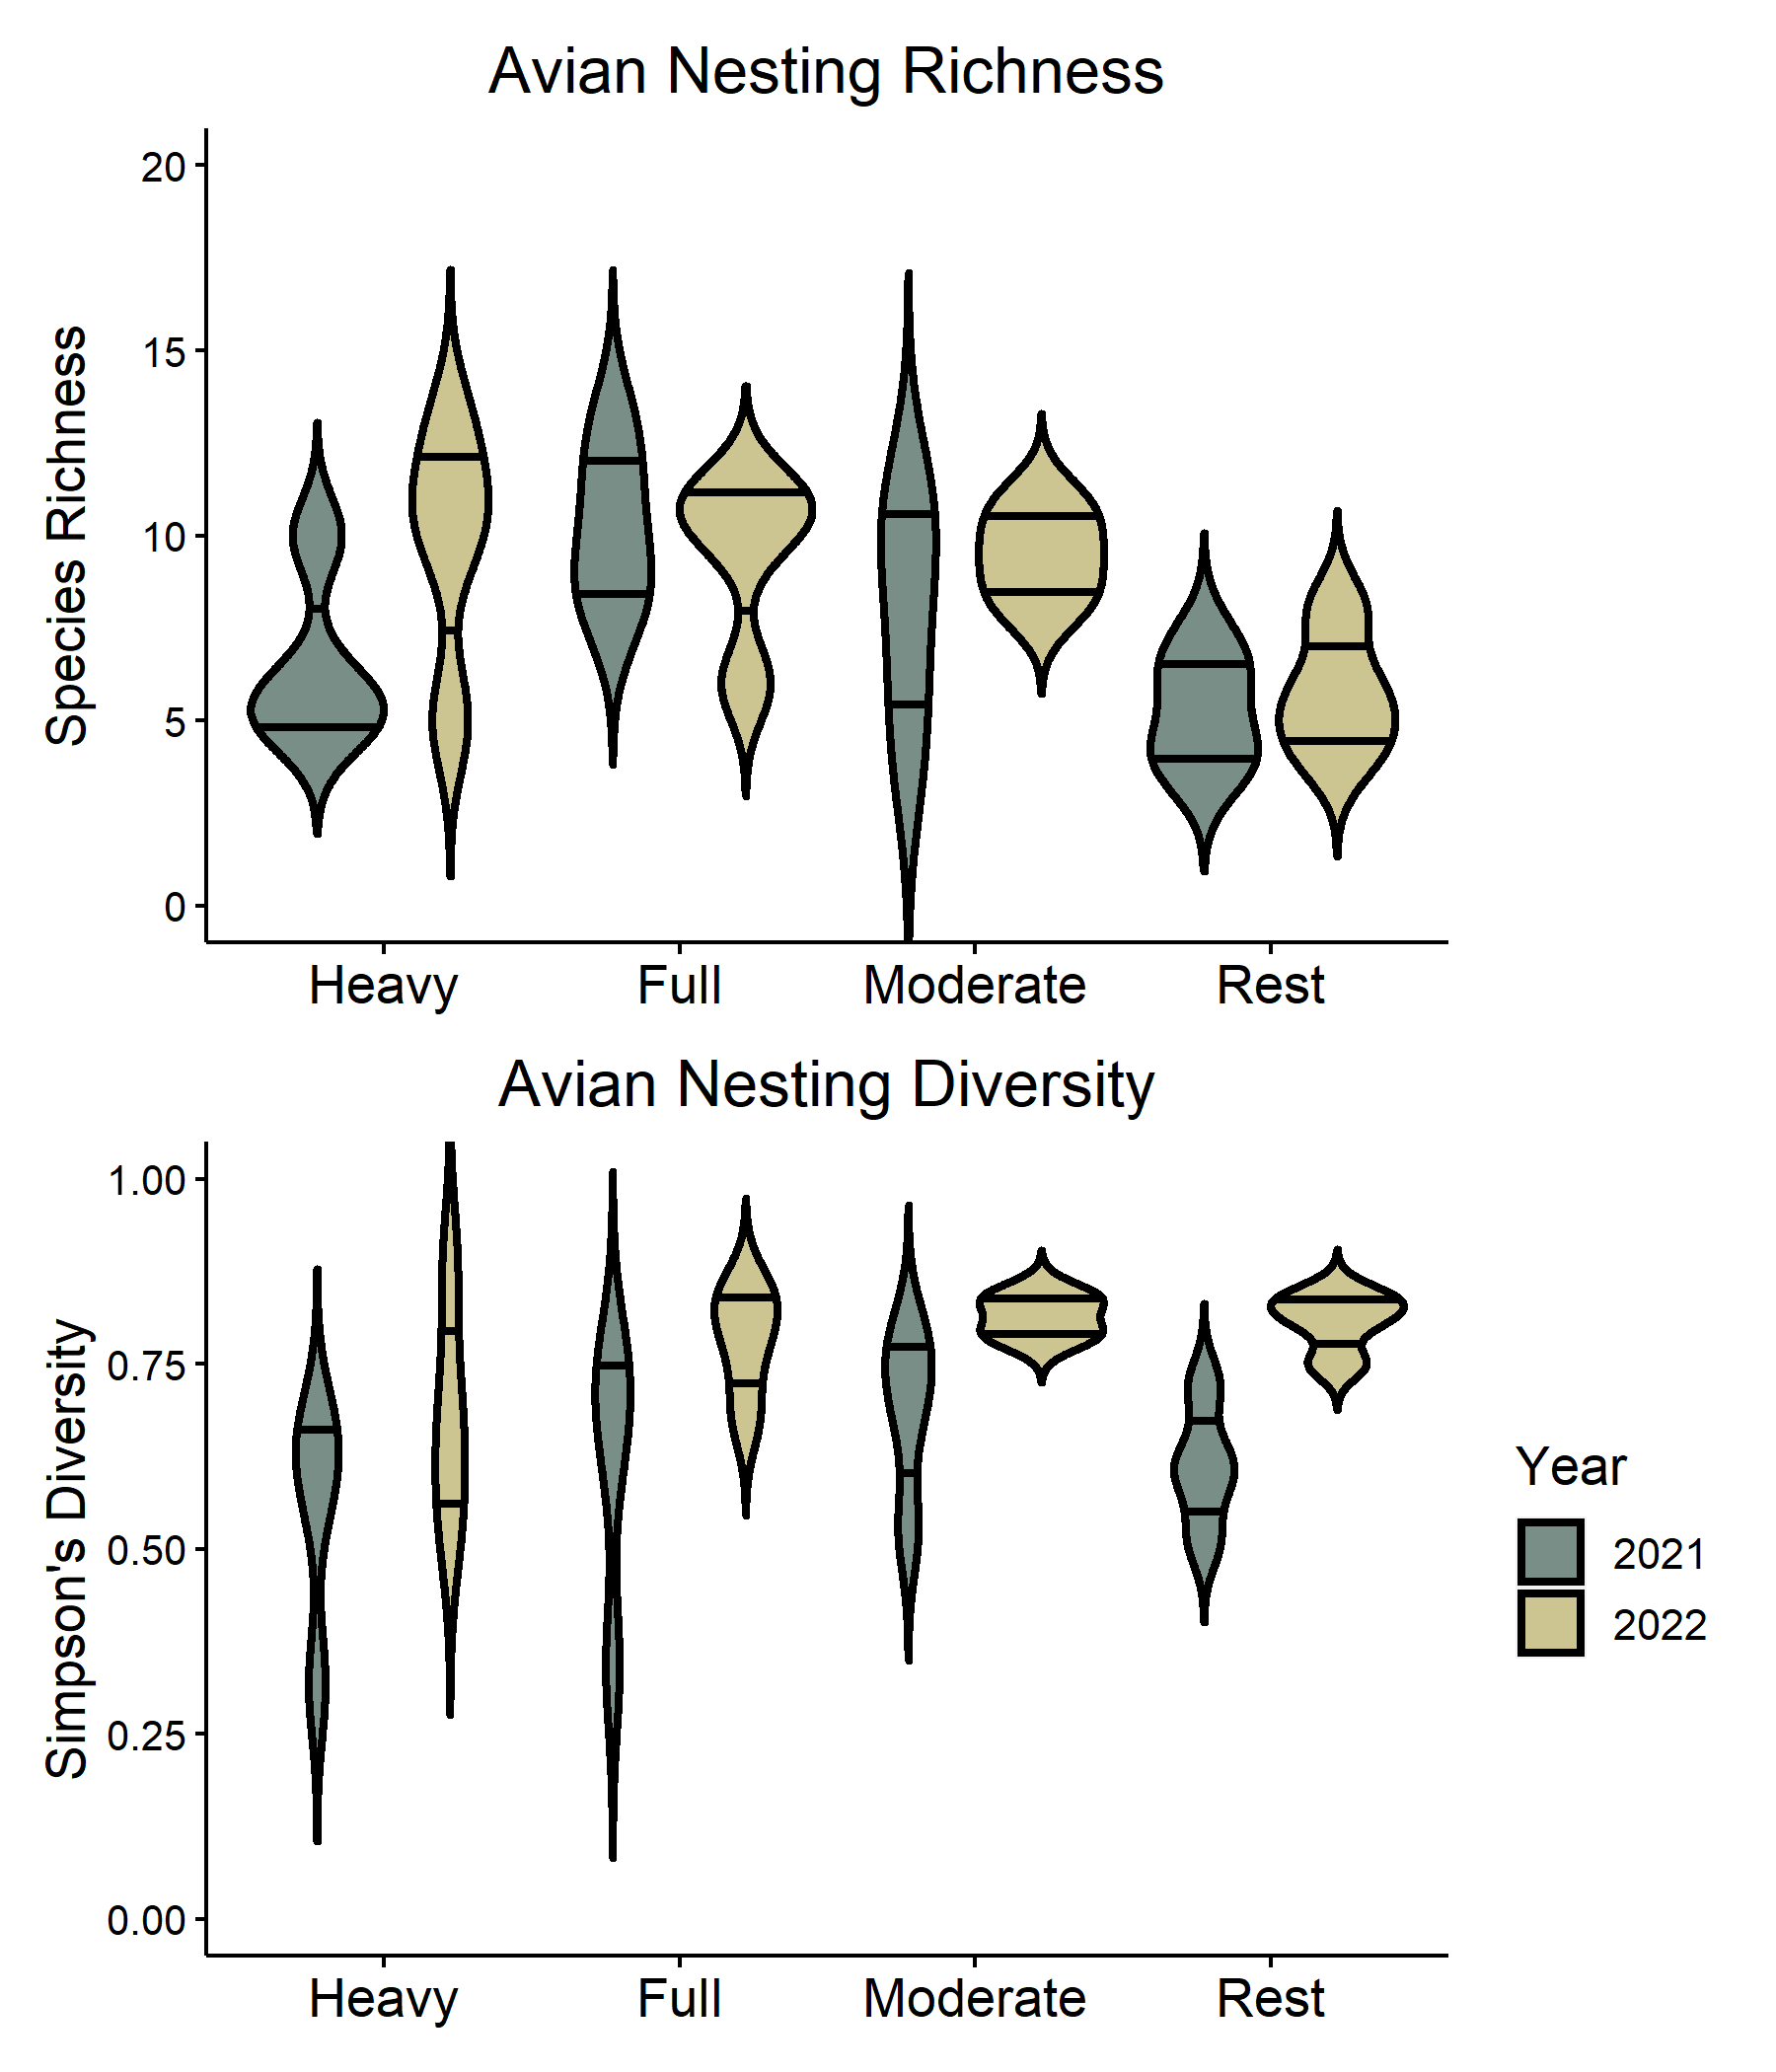 Avian Nesting Richness
Species Richness
20
15
10
5
0
Heavy Full Moderate Rest
Avian Nesting Diversity
Simpson's Diversity
1.00
0.75
0.50
0.25
0.00
Heavy Full Moderate Rest
Year
2021
2022